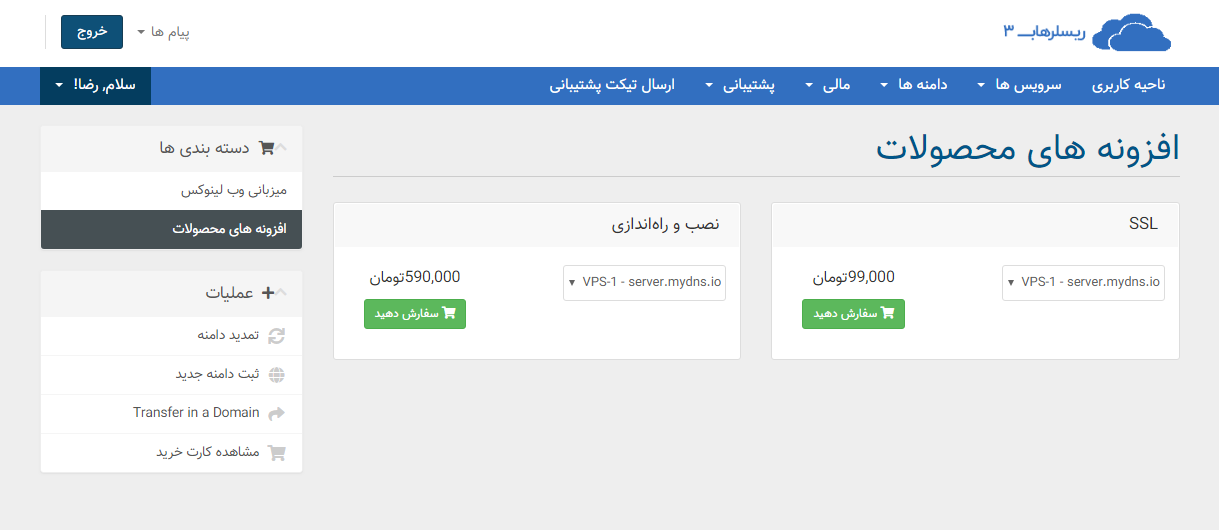 ریسلرهاب ۳
پیام ها
خروج
ناحیه کاربری
سرویس ها
دامنه ها
مالی
پشتیبانی
ارسال تیکت پشتیبانی
سلام, رضا!
افزونه های محصولات
SSL
VPS-1 - server.mydns.io
99,000تومان
سفارش دهید
نصب و راه‌اندازی
VPS-1 - server.mydns.io
590,000تومان
سفارش دهید
دسته بندی ها
میزبانی وب لینوکس
افزونه های محصولات
عملیات
تمدید دامنه
ثبت دامنه جدید
Transfer in a Domain
مشاهده کارت خرید